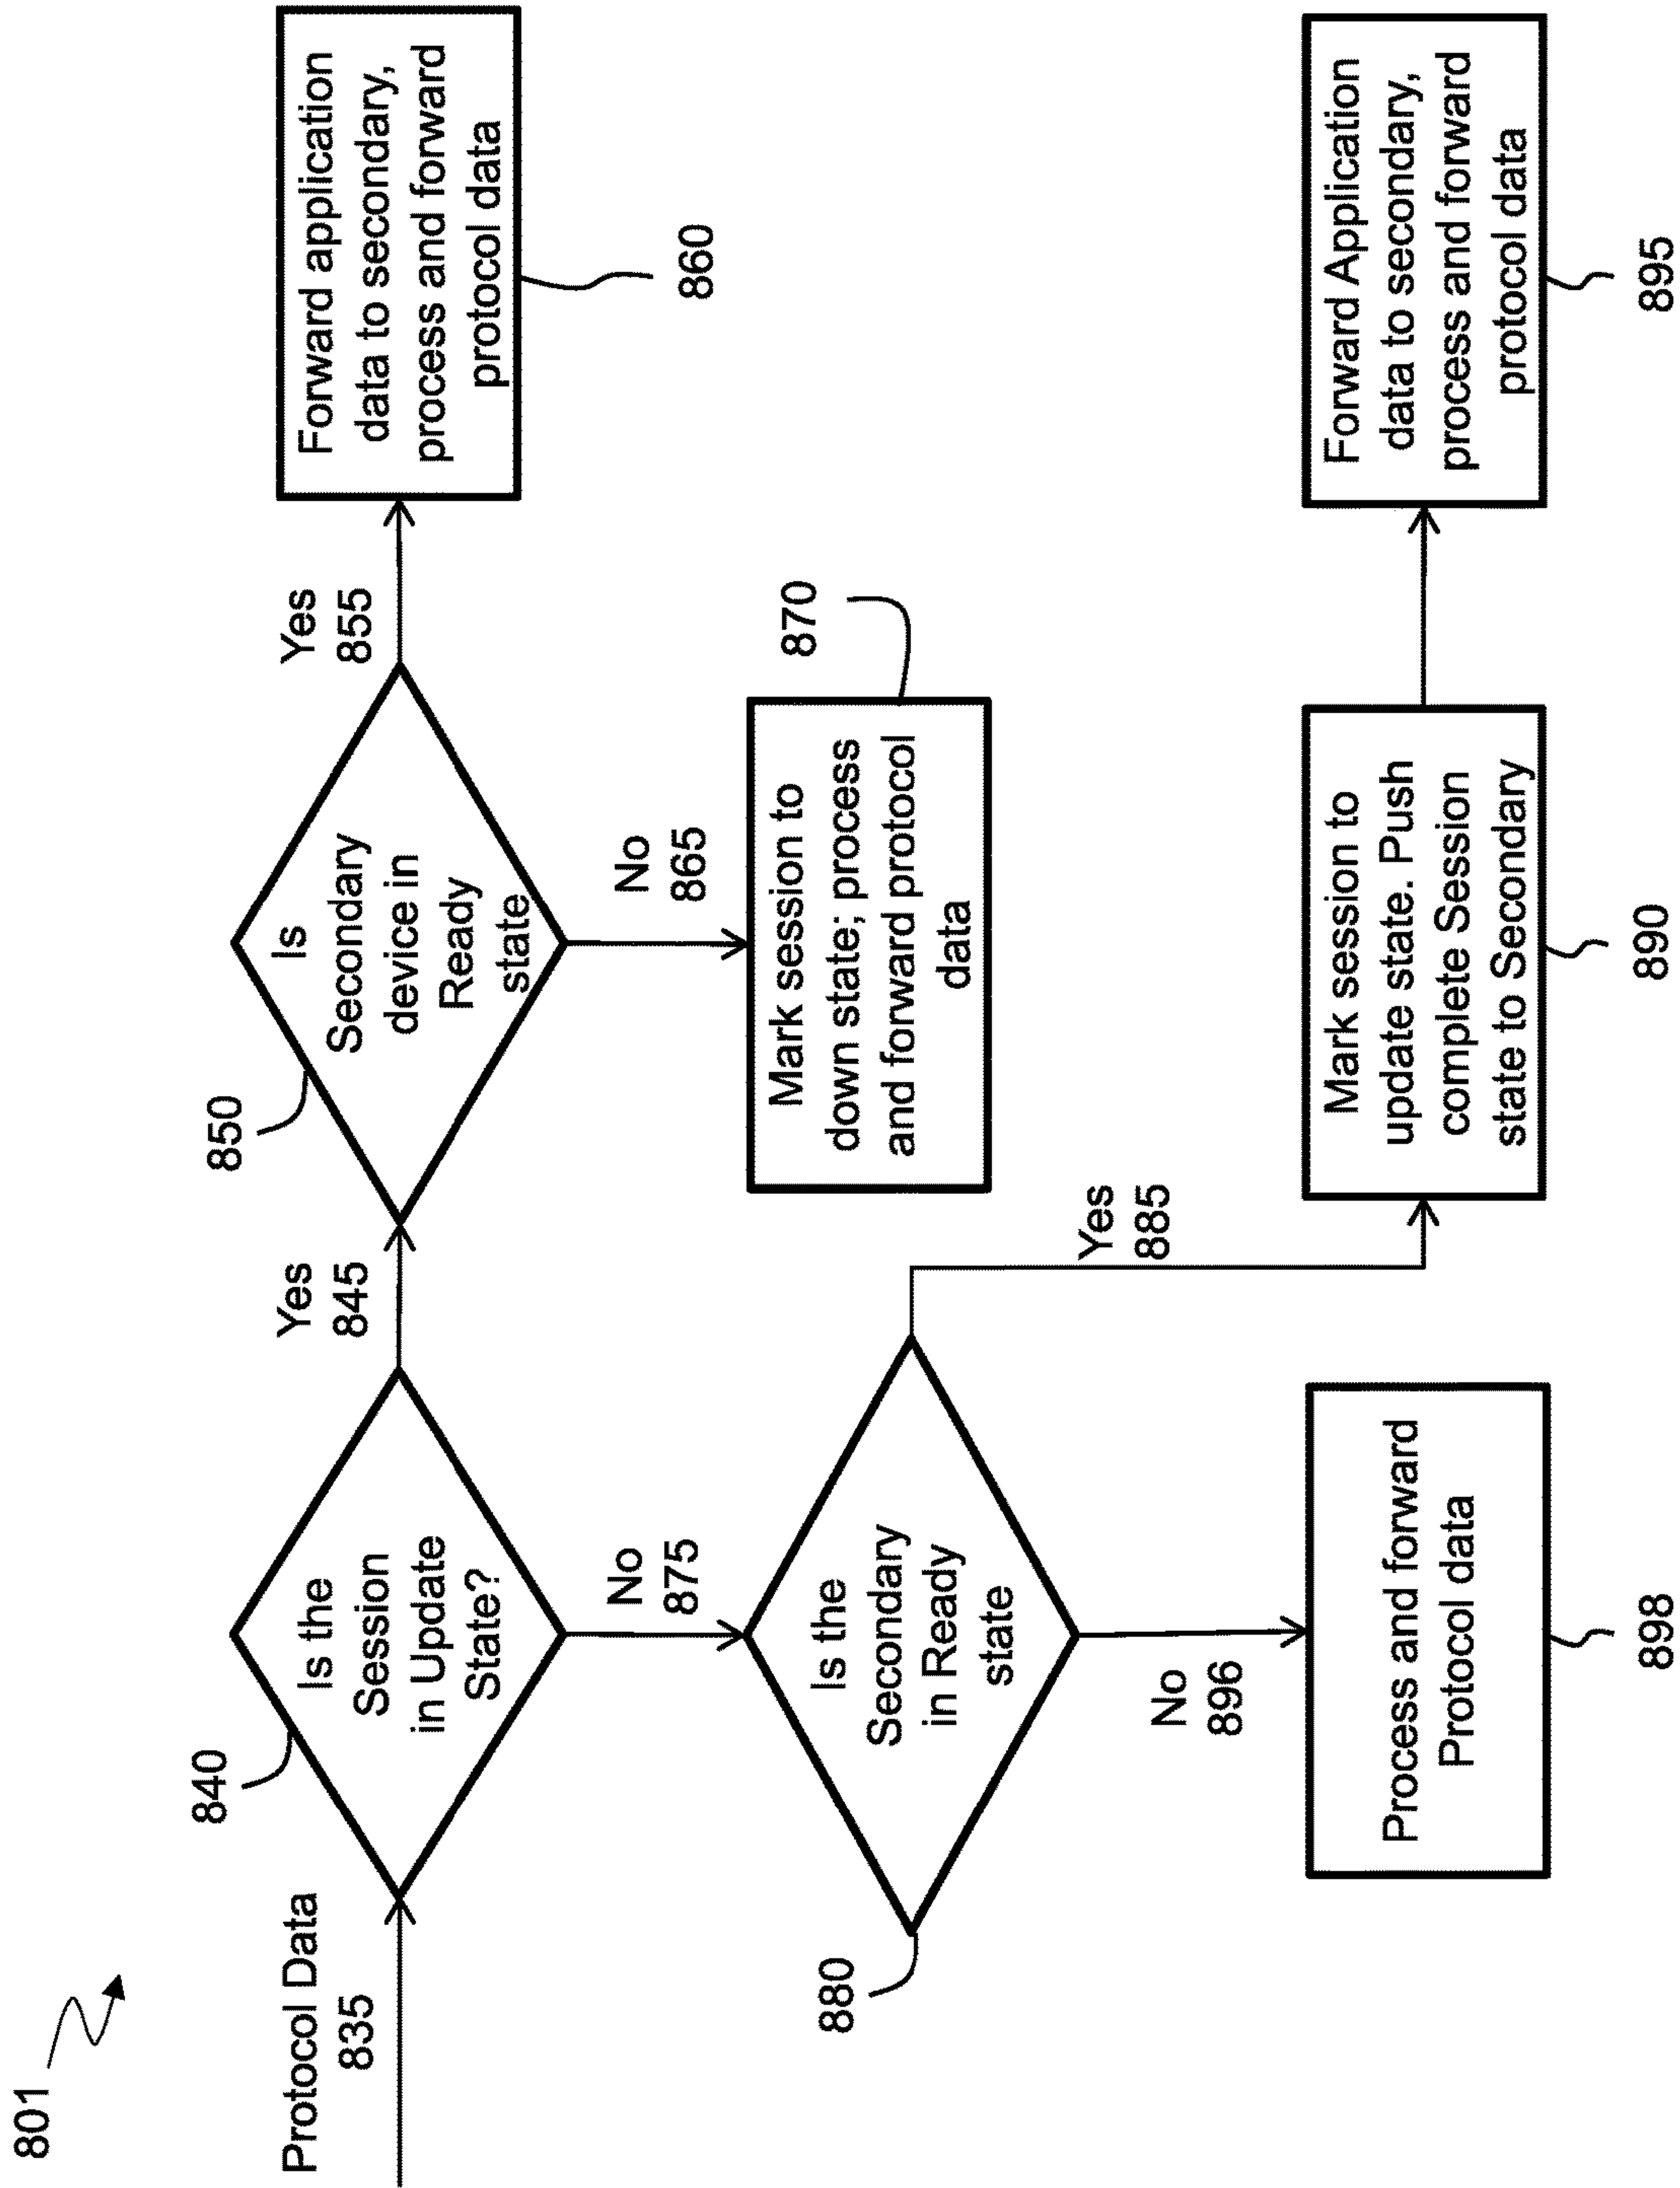 801
Protocol Data
835
840
Is the
Session
in Update
State?
Yes
845
850
Is
Secondary
device in
Ready
state
Yes
855
Forward application
data to secondary,
process and forward
protocol data
860
No
865
Mark session to
down state; process
and forward protocol
data
870
No
875
880
Is the
Secondary
in Ready
state
Yes
885
Mark session to
update state. Push
complete Session
state to Secondary
890
Forward Application
data to secondary,
process and forward
protocol data
895
No
896
Process and forward
Protocol data
898